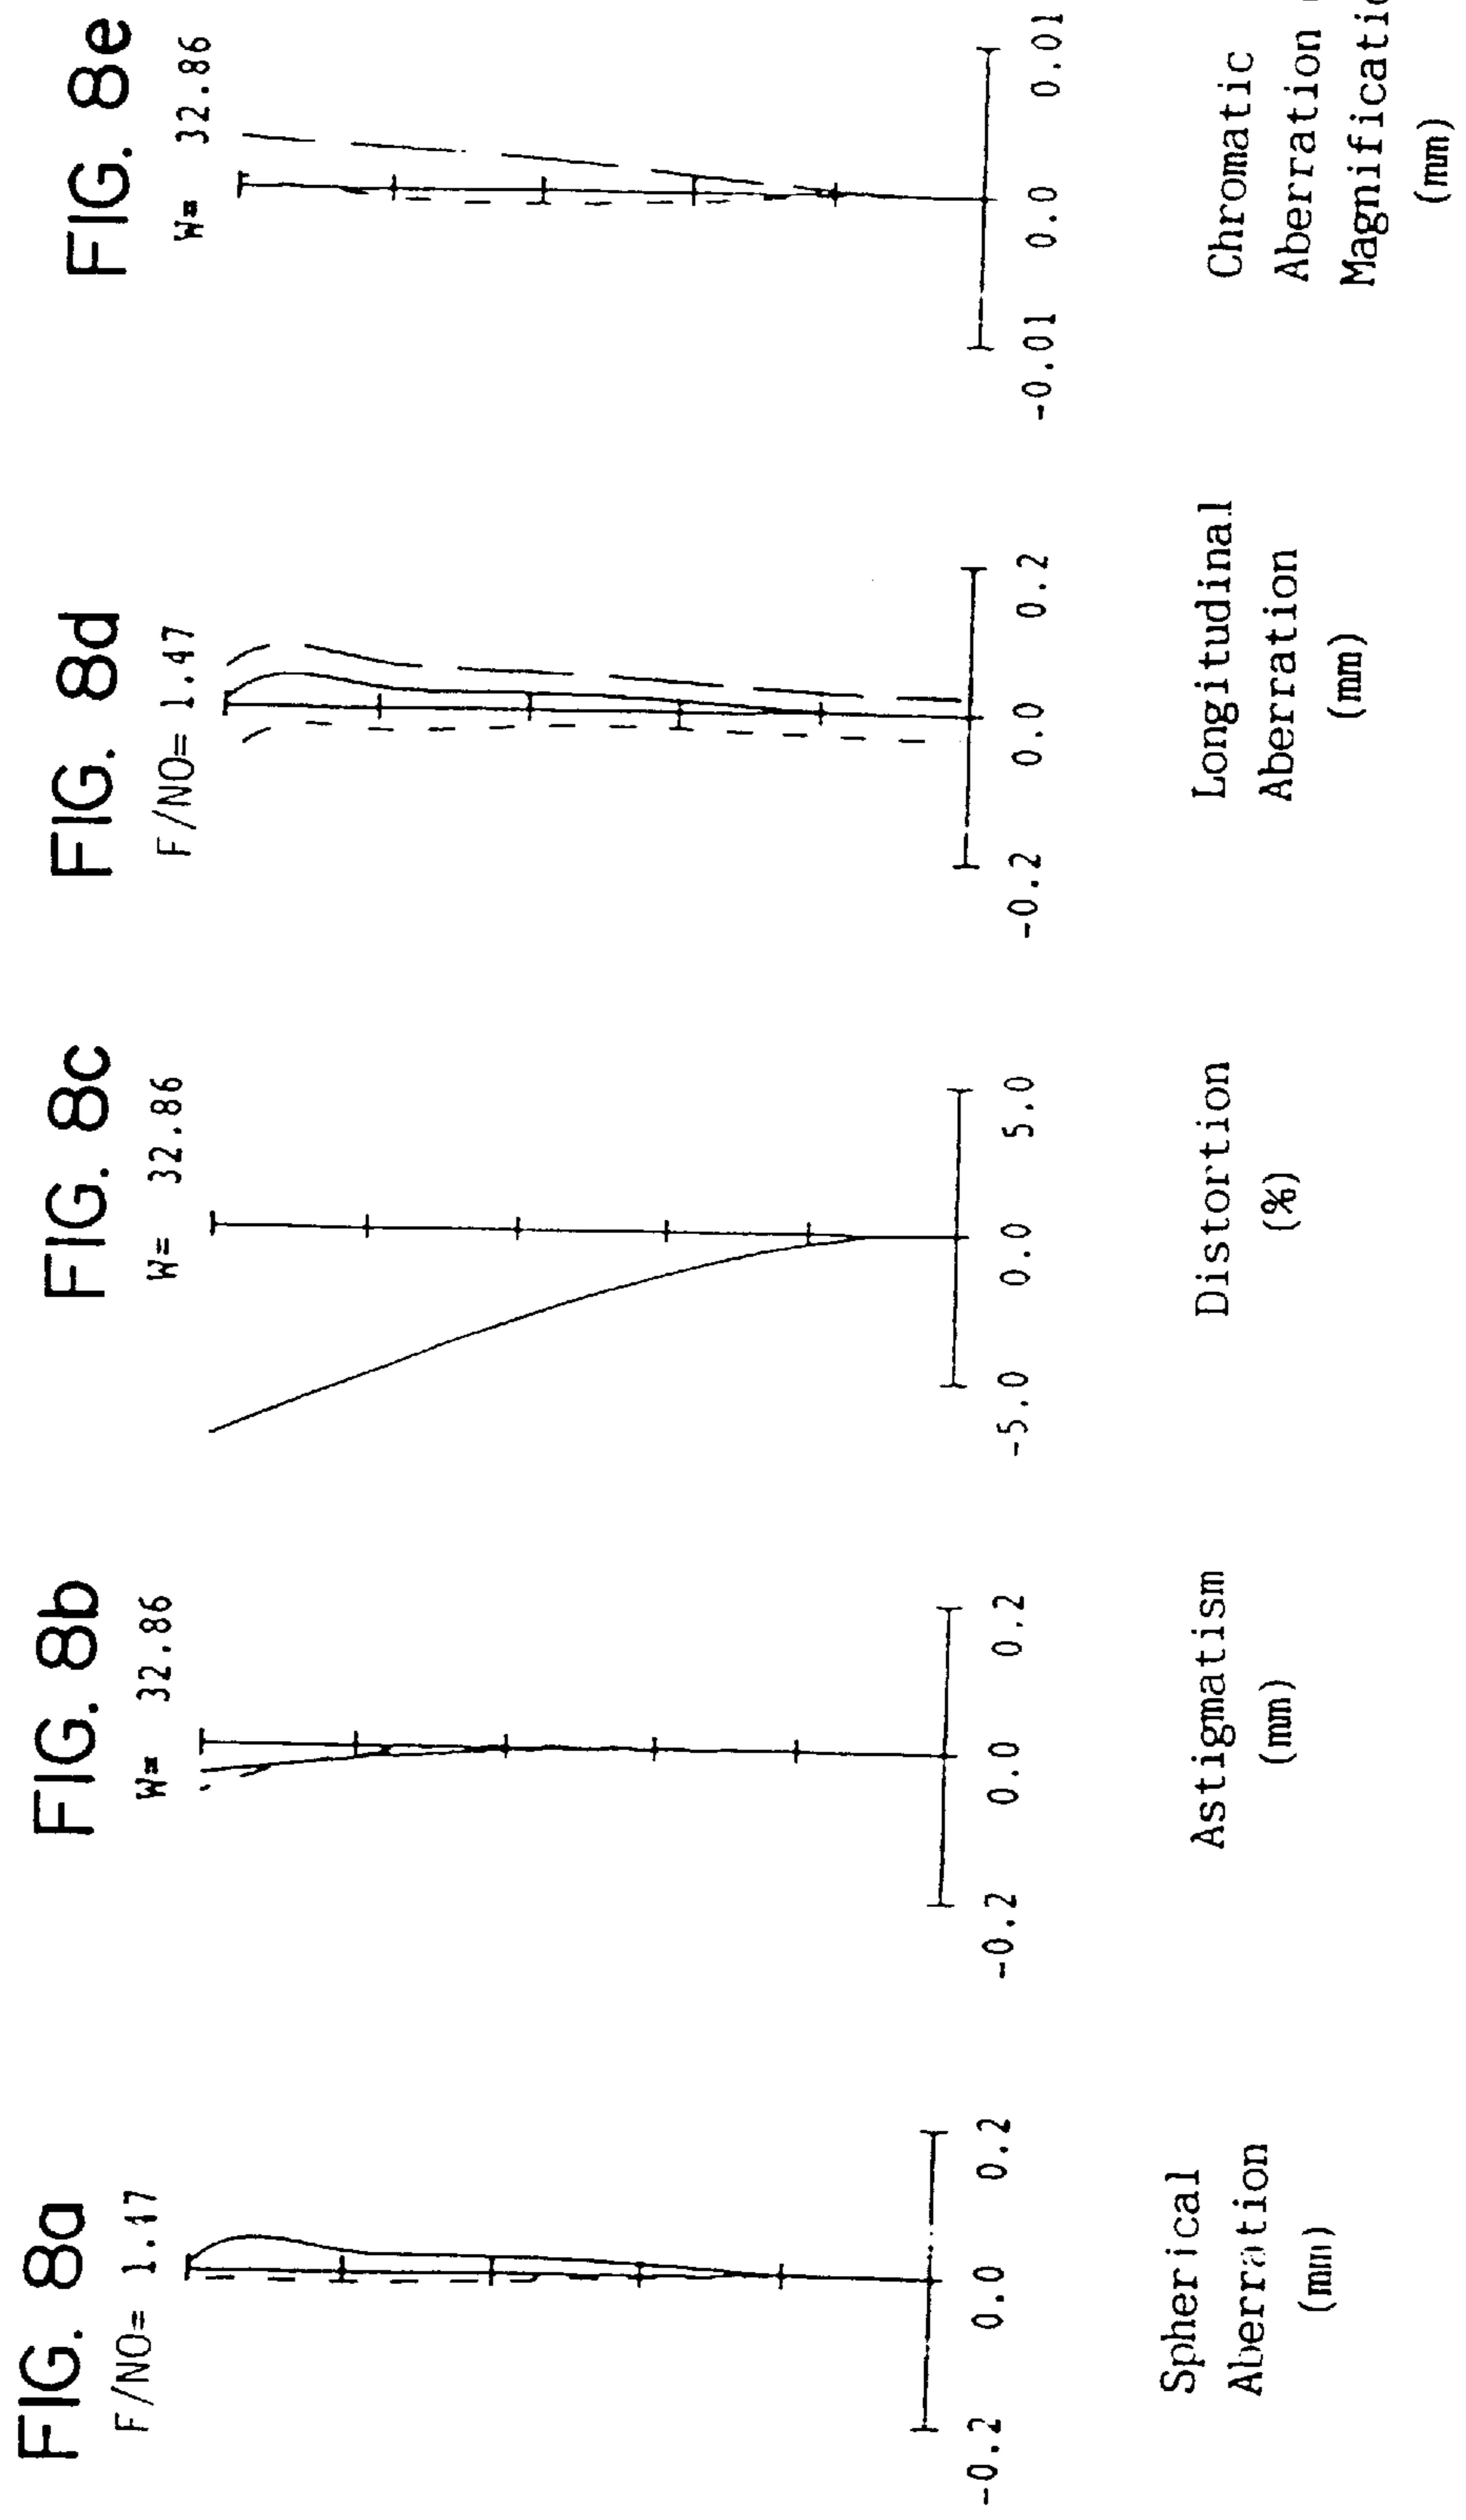 FIG. 8a
F/NO= 1.47
-0.2 0.0 0.2
Spherical
Aberration
(mm)
FIG. 8b
W= 32.86
-0.2 0.0 0.2
Astigmatism
(mm)
FIG. 8c
W= 32.86
-5.0 0.0 5.0
Distortion
(%)
FIG. 8d
F/NO= 1.47
-0.2 0.0 0.2
Longitudinal
Aberration
(mm)
FIG. 8e
W= 32.86
-0.01 0.0 0.01
Chromatic
Aberration
Magnificatio
(mm)